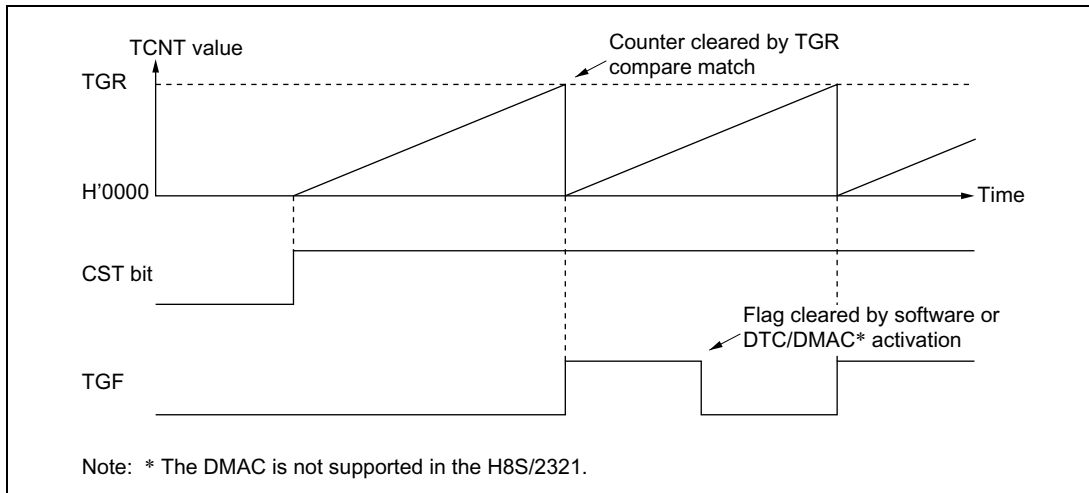 TCNT value
Counter cleared by TGR
compare match
TGR
H'0000
Time
CST bit
Flag cleared by software or
DTC/DMAC* activation
TGF
Note: * The DMAC is not supported in the H8S/2321.